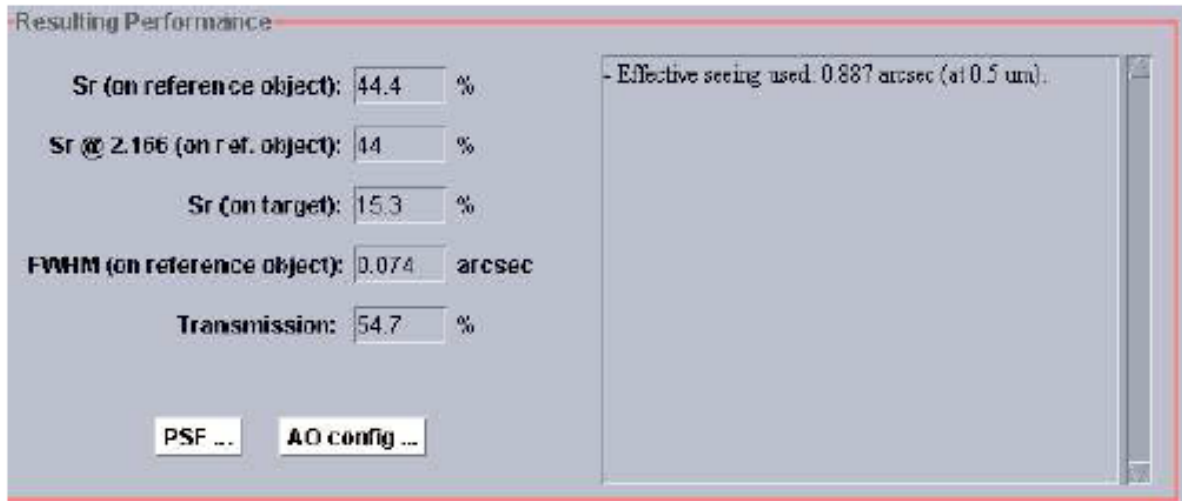 Resulting Performance
Sr (on reference object): 44.4 %
Sr @ 2.166 (on ref. object): 44 %
Sr (on target): 15.3 %
FWHM (on reference object): 0.074 arcsec
Transmission: 54.7 %
PSF ...
AO config ...
- Effective seeing used: 0.887 arcsec (at 0.5 um).